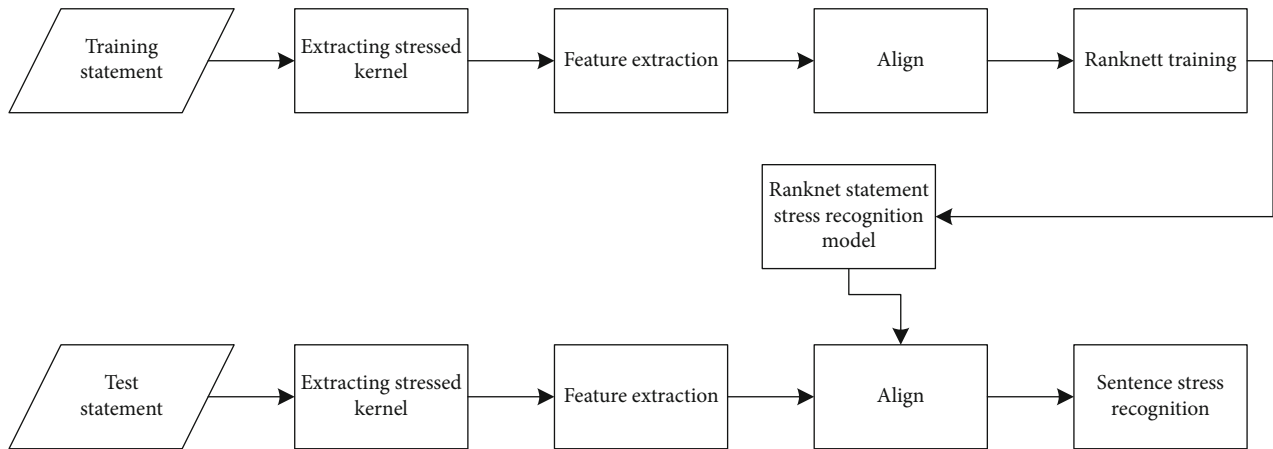 Training
statement
Extracting stressed
kernel
Feature extraction
Align
Ranknett training
Ranknet statement
stress recognition
model
Test
statement
Extracting stressed
kernel
Feature extraction
Align
Sentence stress
recognition